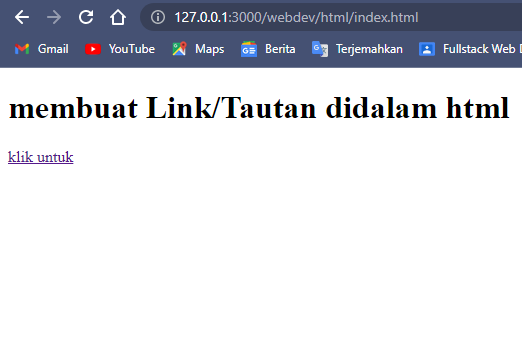 127.0.0.1:3000/webdev/html/index.html
Gmail YouTube Maps Berita Terjemahkan Fullstack Web D
membuat Link/Tautan didalam html
klik untuk